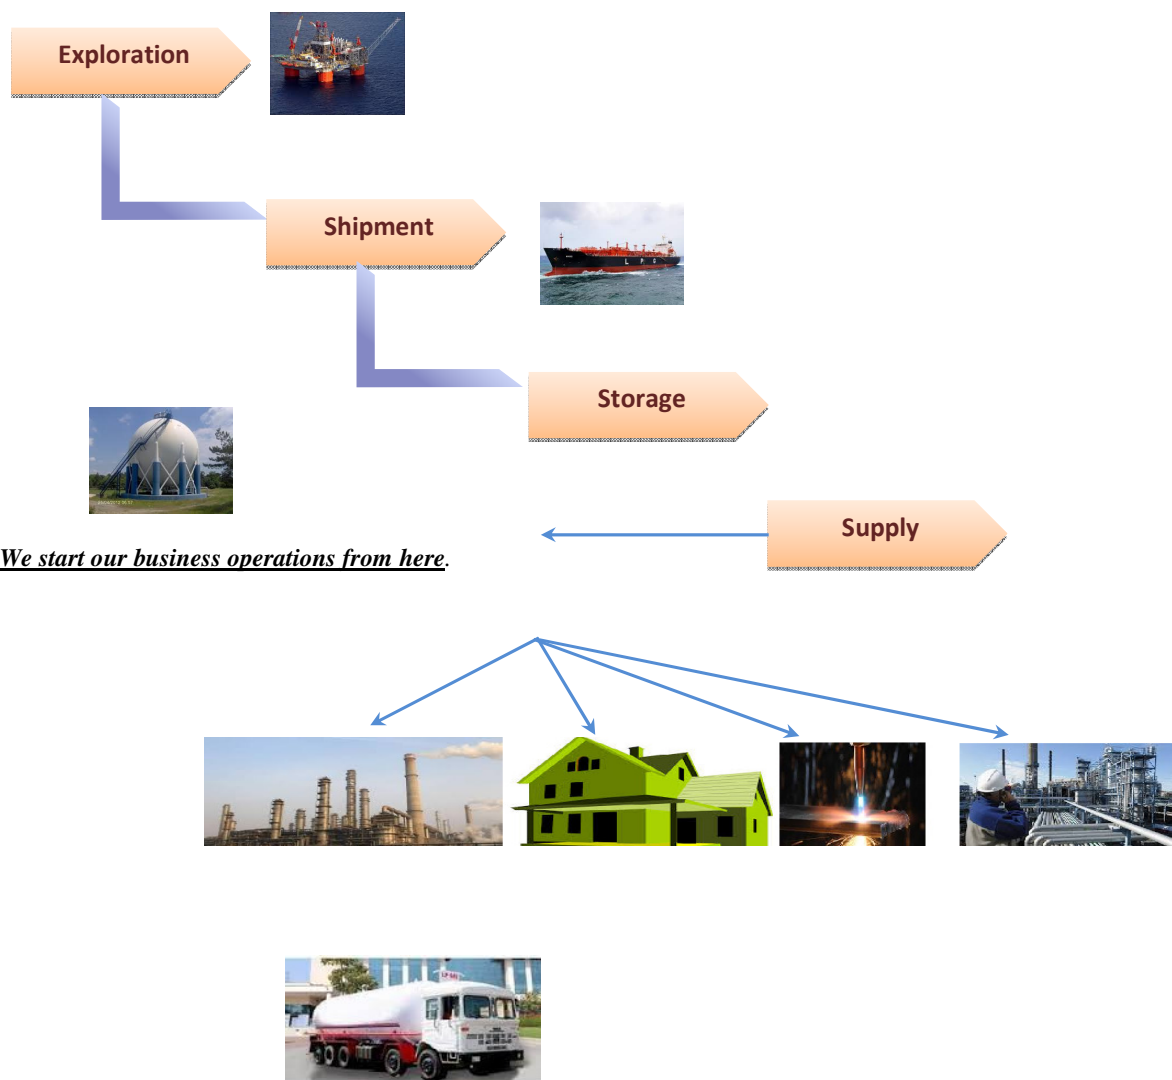 Exploration
Shipment
L P G
Storage
Supply
We start our business operations from here.